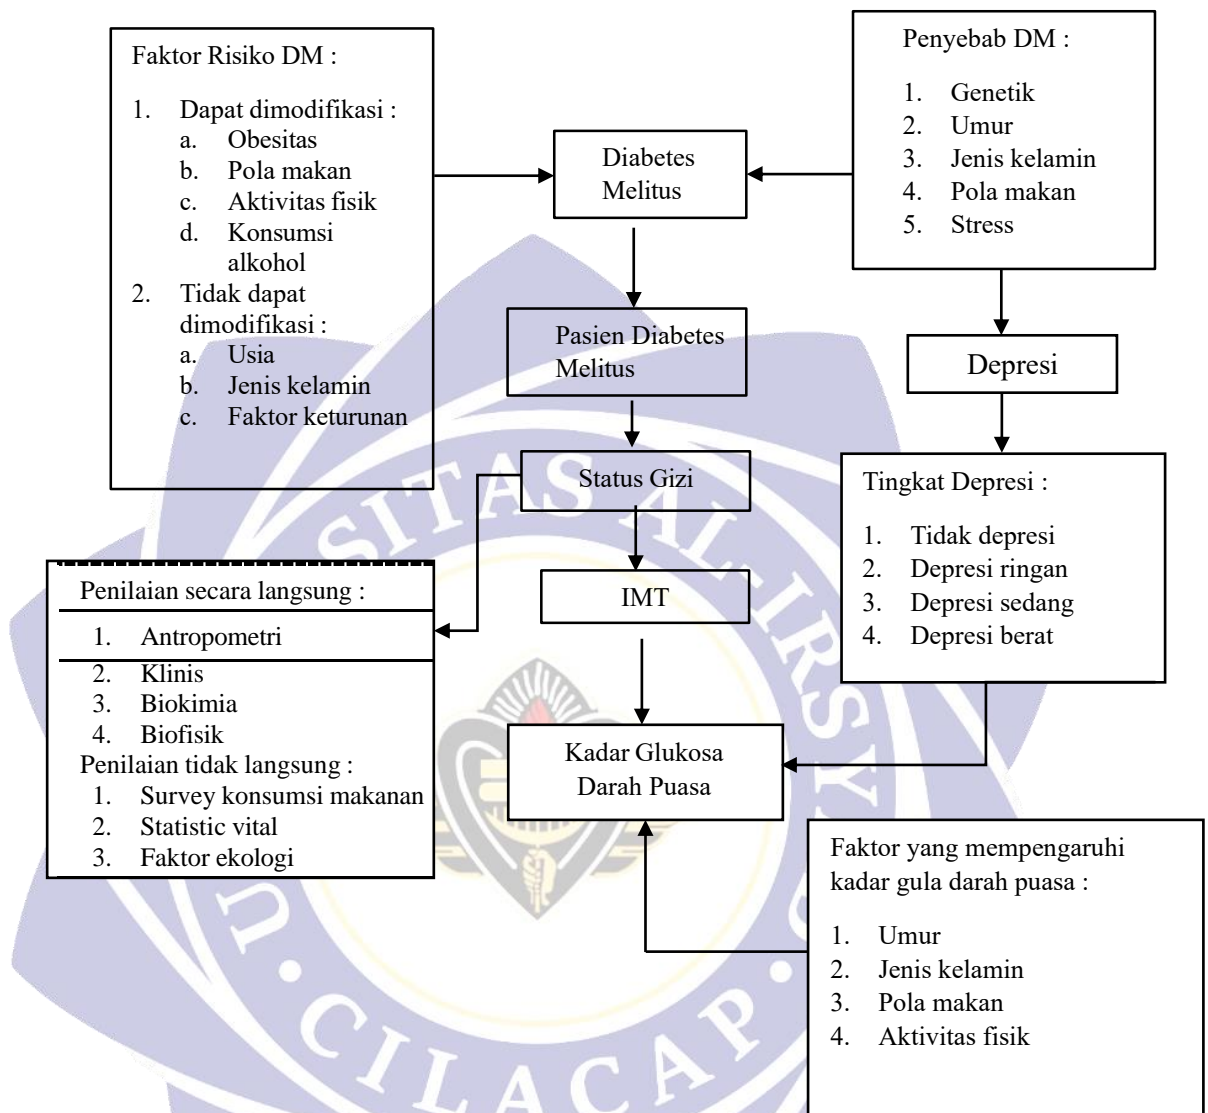 Faktor Risiko DM :
1. Dapat dimodifikasi :
a. Obesitas
b. Pola makan
c. Aktivitas fisik
d. Konsumsi
alkohol
2. Tidak dapat
dimodifikasi :
a. Usia
b. Jenis kelamin
c. Faktor keturunan
Diabetes
Melitus
Penyebab DM :
1. Genetik
2. Umur
3. Jenis kelamin
4. Pola makan
5. Stress
Pasien Diabetes
Melitus
Depresi
Status Gizi
Tingkat Depresi :
1. Tidak depresi
2. Depresi ringan
3. Depresi sedang
4. Depresi berat
IMT
Penilaian secara langsung :
1. Antropometri
2. Klinis
3. Biokimia
4. Biofisik
Penilaian tidak langsung :
1. Survey konsumsi makanan
2. Statistic vital
3. Faktor ekologi
Kadar Glukosa
Darah Puasa
Faktor yang mempengaruhi
kadar gula darah puasa :
1. Umur
2. Jenis kelamin
3. Pola makan
4. Aktivitas fisik
SITAS AL-IRSY
CILACAP